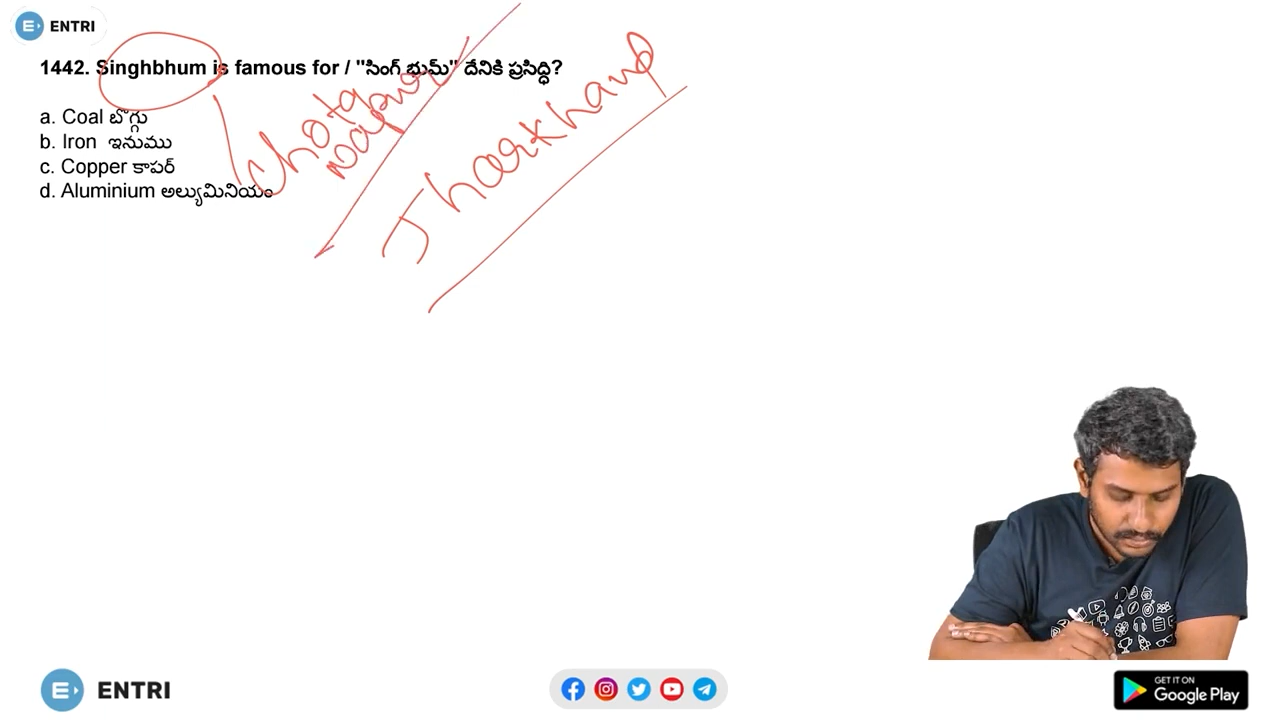 ENTRI
1442. Singhbhum is famous for / "సింగ్ భుమ్" దేనికి ప్రసిద్ధి?
a. Coal బొగ్గు
b. Iron ఇనుము
c. Copper కాపర్
d. Aluminium అల్యుమినియం
Chota
Nagpur
Jharkhand
ENTRI
GET IT ON
Google Play